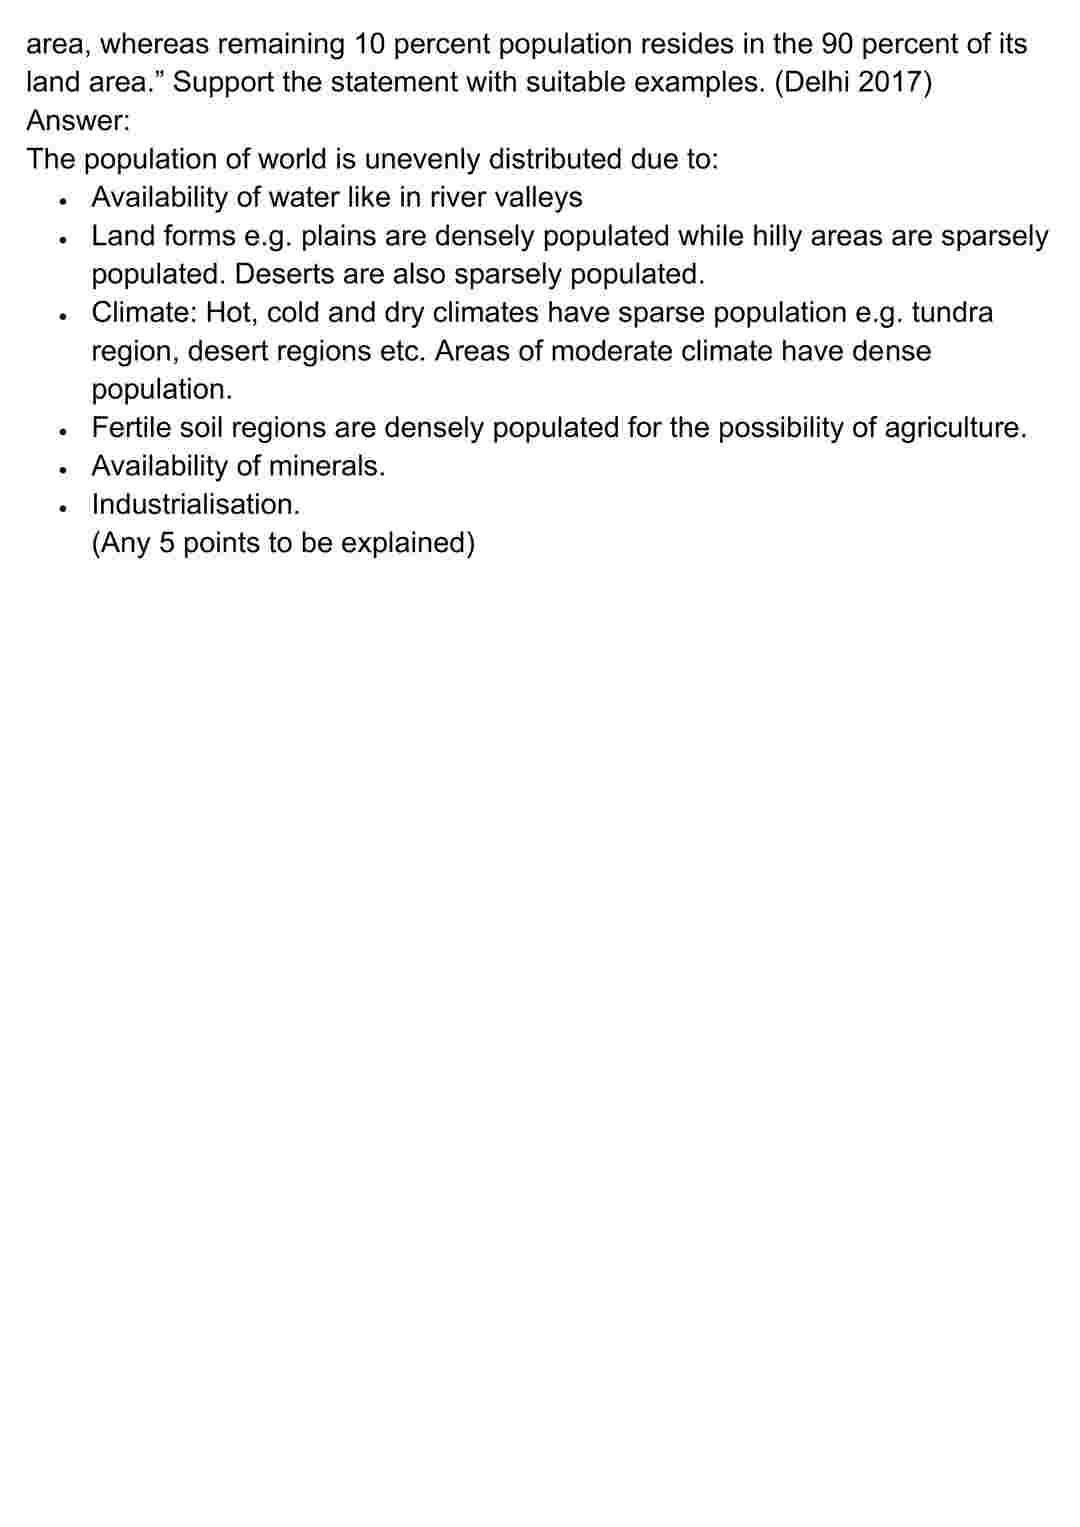 area, whereas remaining 10 percent population resides in the 90 percent of its
land area.” Support the statement with suitable examples. (Delhi 2017)
Answer:
The population of world is unevenly distributed due to:
• Availability of water like in river valleys
• Land forms e.g. plains are densely populated while hilly areas are sparsely
populated. Deserts are also sparsely populated.
• Climate: Hot, cold and dry climates have sparse population e.g. tundra
region, desert regions etc. Areas of moderate climate have dense
population.
• Fertile soil regions are densely populated for the possibility of agriculture.
• Availability of minerals.
• Industrialisation.
(Any 5 points to be explained)